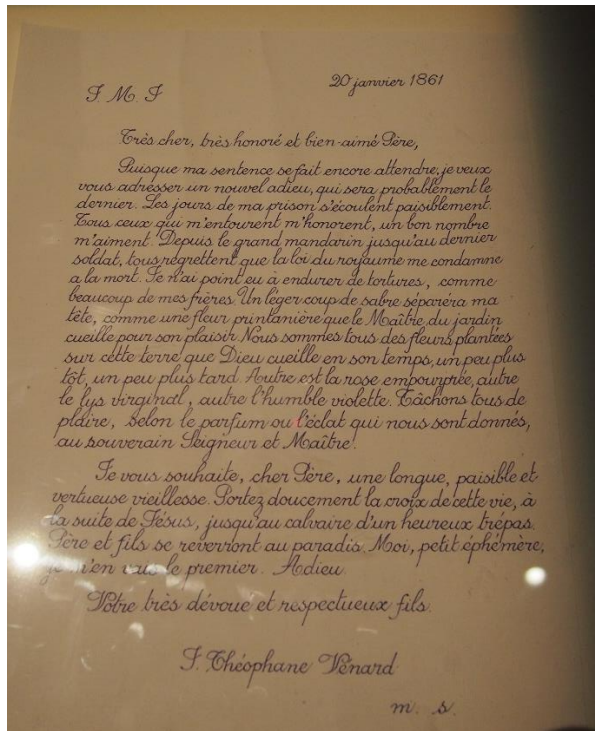 20 janvier 1861
J. M. J
Très cher, très honoré et bien-aimé Père,
Puisque ma sentence se fait encore attendre, je veux
vous adresser un nouvel adieu, qui sera probablement le
dernier. Les jours de ma prison s'écoulent paisiblement.
Tous ceux qui m'entourent m'honorent, un bon nombre
m'aiment. Depuis le grand mandarin jusqu'au dernier
soldat, tous régrettent que la loi du royaume me condamne
a la mort. Je n'ai point eu à endurer de tortures, comme
beaucoup de mes frères. Un léger coup de sabre séparéra ma
tête, comme une fleur printanière que le Maître du jardin
cueille pour son plaisir. Nous sommes tous des fleurs plantées
sur cette terre que Dieu cueille en son temps, un peu plus
tôt, un peu plus tard. Autre est la rose empourprée, autre
le lys virginal, autre l'humble violette. Tâchons tous de
plaire, selon le parfum ou l'éclat qui nous sont donnés,
au souverain Seigneur et Maître!
Je vous souhaite, cher Père, une longue, paisible et
vertueuse vieillesse. Portez doucement la croix de cette vie, à
la suite de Jésus, jusqu'au calvaire d'un heureux trépas.
Père et fils se reverront au paradis. Moi, petit éphémère,
je m'en vais le premier. Adieu.
Votre très dévoué et respectueux fils.
J. Théophane Vénard
m. s.